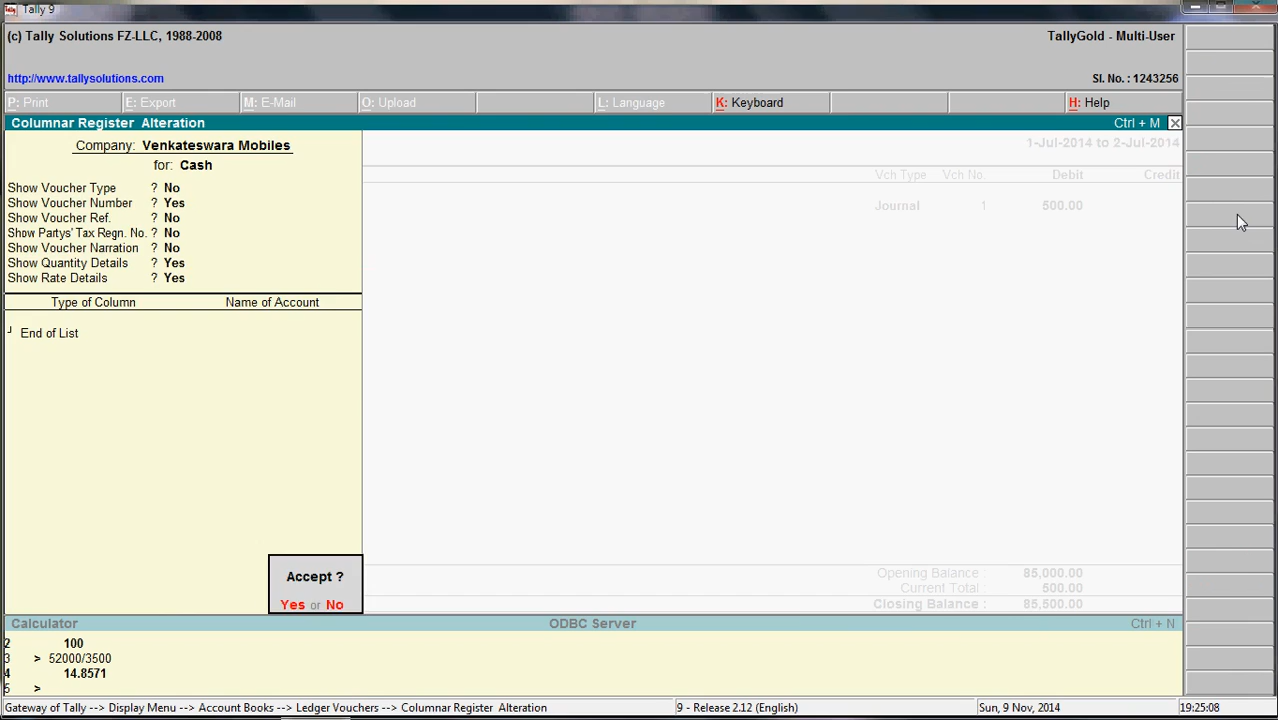 Tally 9
(c) Tally Solutions FZ-LLC, 1988-2008
TallyGold - Multi-User
http://www.tallysolutions.com
Sl. No. : 1243256
P: Print E: Export M: E-Mail O: Upload L: Language K: Keyboard H: Help
Columnar Register Alteration Ctrl + M
Company: Venkateswara Mobiles
1-Jul-2014 to 2-Jul-2014
for: Cash
Vch Type Vch No. Debit Credit
Show Voucher Type ? No
Show Voucher Number ? Yes
Journal 1 500.00
Show Voucher Ref. ? No
Show Partys' Tax Regn. No. ? No
Show Voucher Narration ? No
Show Quantity Details ? Yes
Show Rate Details ? Yes
Type of Column Name of Account
┘ End of List
Accept ?
Yes or No
Opening Balance : 85,000.00
Current Total : 500.00
Closing Balance : 85,500.00
Calculator ODBC Server Ctrl + N
2 100
3 > 52000/3500
4 14.8571
5 >
Gateway of Tally --> Display Menu --> Account Books --> Ledger Vouchers --> Columnar Register Alteration 9 - Release 2.12 (English) Sun, 9 Nov, 2014 19:25:08